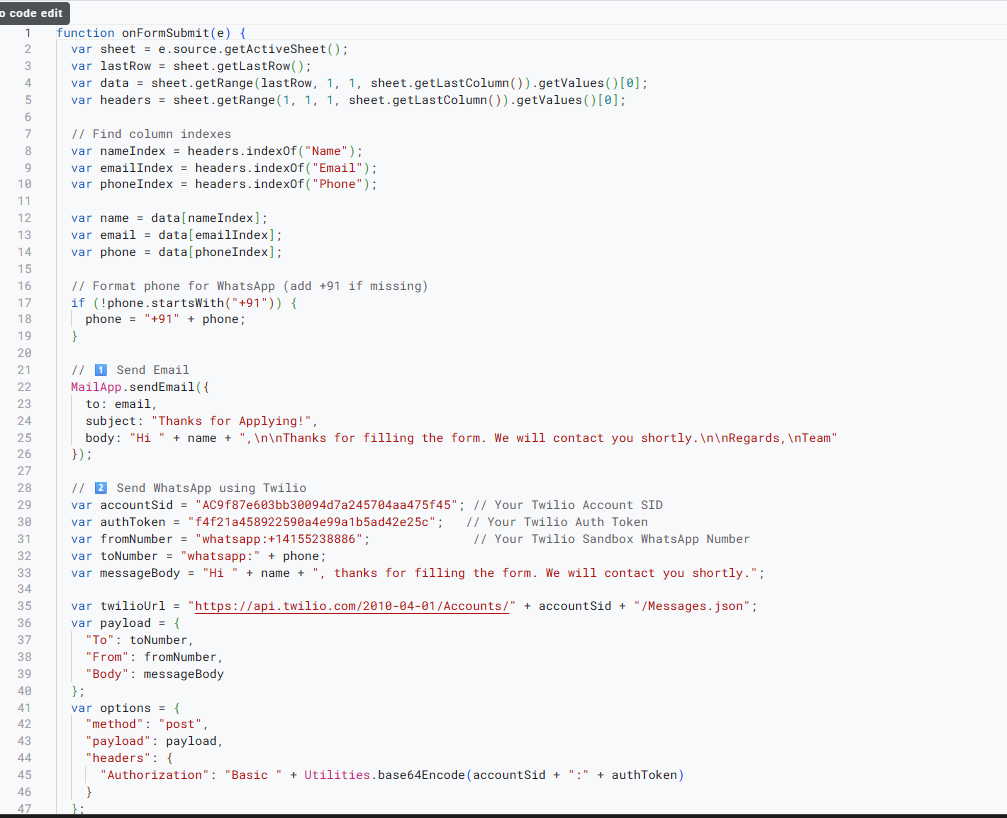 o code edit
1 function onFormSubmit(e) {
2 var sheet = e.source.getActiveSheet();
3 var lastRow = sheet.getLastRow();
4 var data = sheet.getRange(lastRow, 1, 1, sheet.getLastColumn()).getValues()[0];
5 var headers = sheet.getRange(1, 1, 1, sheet.getLastColumn()).getValues()[0];
6
7 // Find column indexes
8 var nameIndex = headers.indexOf("Name");
9 var emailIndex = headers.indexOf("Email");
10 var phoneIndex = headers.indexOf("Phone");
11
12 var name = data[nameIndex];
13 var email = data[emailIndex];
14 var phone = data[phoneIndex];
15
16 // Format phone for WhatsApp (add +91 if missing)
17 if (!phone.startsWith("+91")) {
18 phone = "+91" + phone;
19 }
20
21 // 1️⃣ Send Email
22 MailApp.sendEmail({
23 to: email,
24 subject: "Thanks for Applying!",
25 body: "Hi " + name + ",\n\nThanks for filling the form. We will contact you shortly.\n\nRegards,\nTeam"
26 });
27
28 // 2️⃣ Send WhatsApp using Twilio
29 var accountSid = "AC9f87e603bb30094d7a245704aa475f45"; // Your Twilio Account SID
30 var authToken = "f4f21a458922590a4e99a1b5ad42e25c"; // Your Twilio Auth Token
31 var fromNumber = "whatsapp:+14155238886"; // Your Twilio Sandbox WhatsApp Number
32 var toNumber = "whatsapp:" + phone;
33 var messageBody = "Hi " + name + ", thanks for filling the form. We will contact you shortly.";
34
35 var twilioUrl = "https://api.twilio.com/2010-04-01/Accounts/" + accountSid + "/Messages.json";
36 var payload = {
37 "To": toNumber,
38 "From": fromNumber,
39 "Body": messageBody
40 };
41 var options = {
42 "method": "post",
43 "payload": payload,
44 "headers": {
45 "Authorization": "Basic " + Utilities.base64Encode(accountSid + ":" + authToken)
46 }
47 };